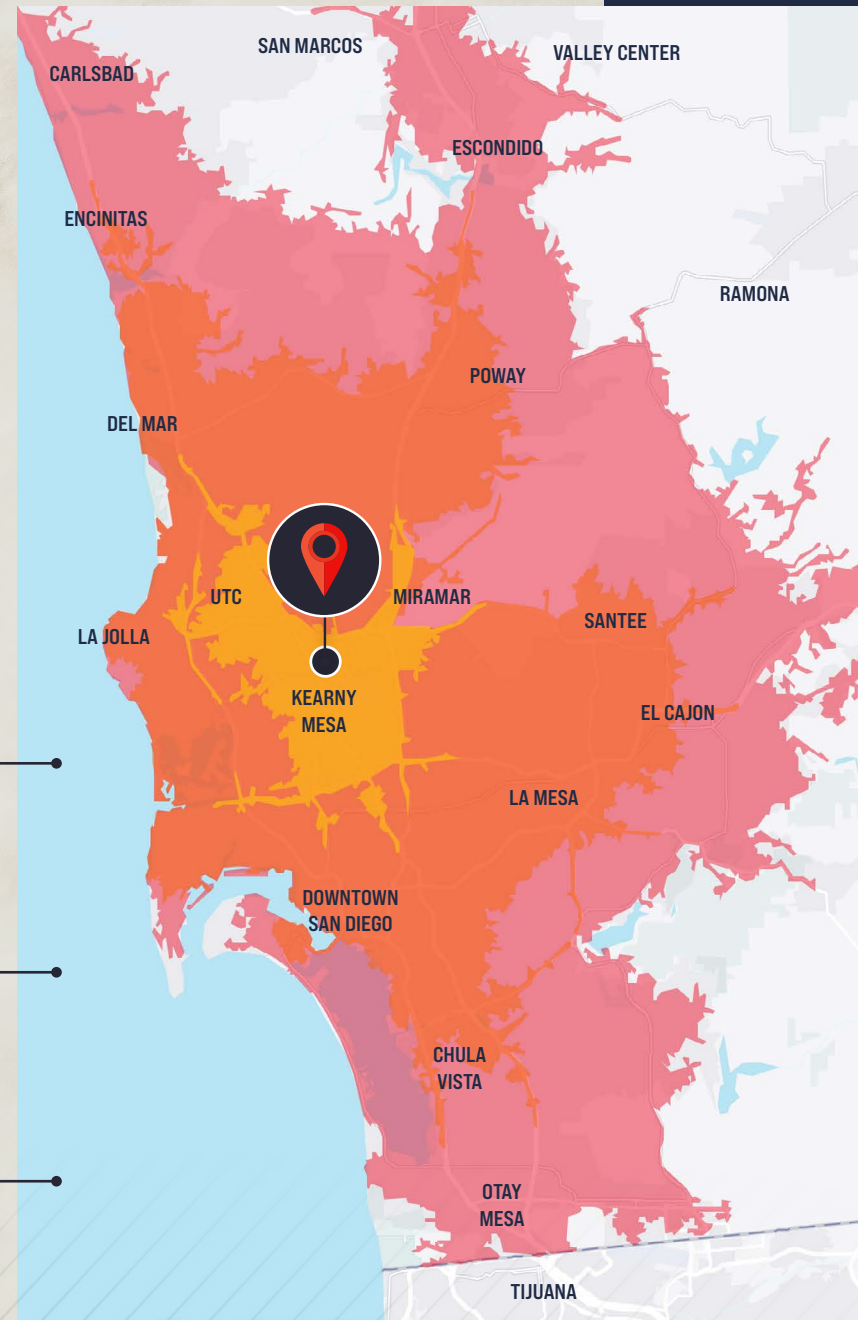 SAN MARCOS
VALLEY CENTER
CARLSBAD
ESCONDIDO
ENCINITAS
RAMONA
POWAY
DEL MAR
UTC
MIRAMAR
SANTEE
LA JOLLA
KEARNY
MESA
EL CAJON
LA MESA
DOWNTOWN
SAN DIEGO
CHULA
VISTA
OTAY
MESA
TIJUANA